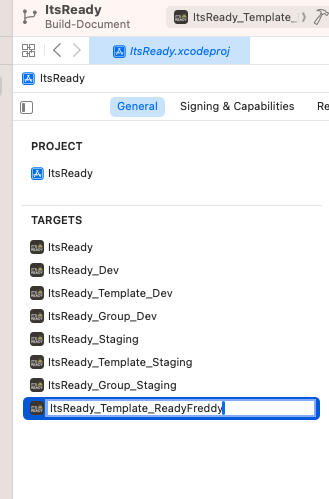 ItsReady
Build-Document
ItsReady_Template_
ItsReady.xcodeproj
ItsReady
General
Signing & Capabilities
Re
PROJECT
ItsReady
TARGETS
ItsReady
ItsReady_Dev
ItsReady_Template_Dev
ItsReady_Group_Dev
ItsReady_Staging
ItsReady_Template_Staging
ItsReady_Group_Staging
ItsReady_Template_ReadyFreddy